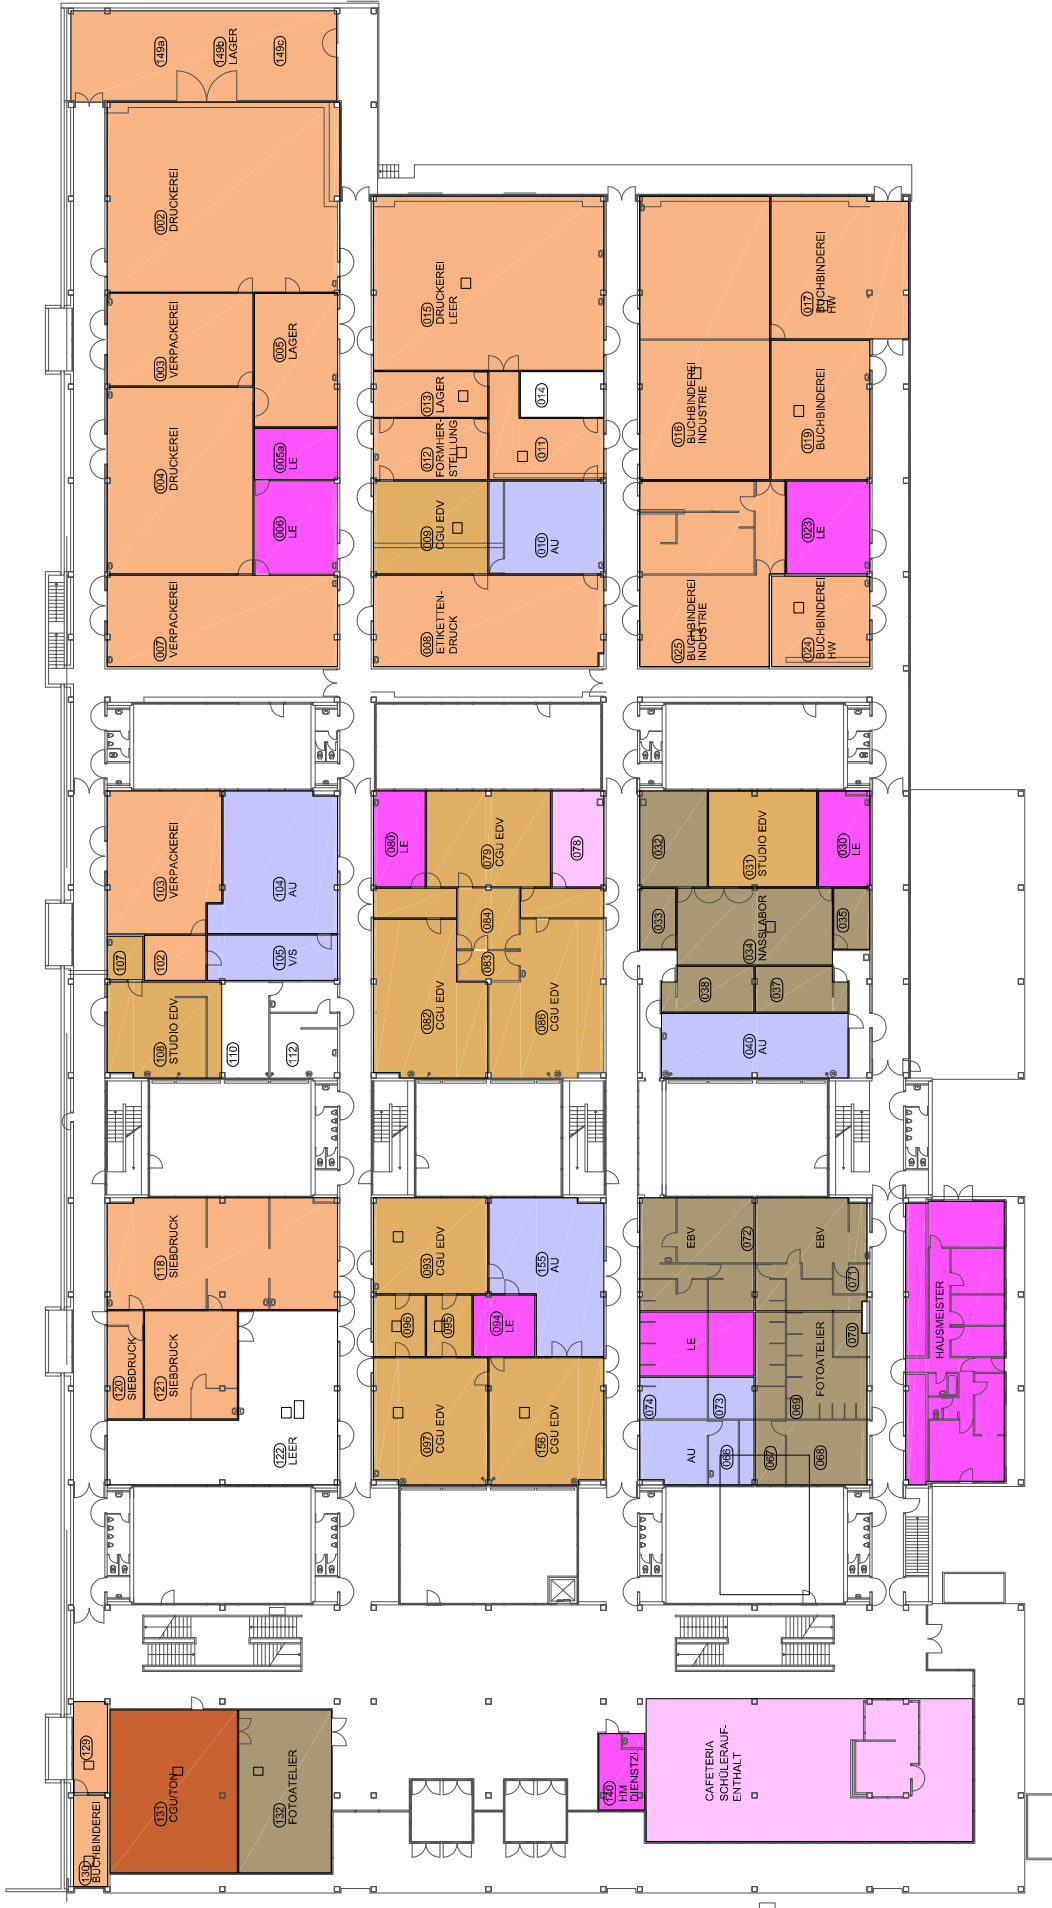 149a
149b
LAGER
149c
002
DRUCKEREI
003
VERPACKEREI
005
LAGER
004
DRUCKEREI
005a
LE
006
LE
007
VERPACKEREI
015
DRUCKEREI
LEER
013
LAGER
014
012
FORMHER-
STELLUNG
011
009
CGU EDV
010
AU
008
ETIKETTEN-
DRUCK
017
BUCHBINDEREI
HW
016
BUCHBINDEREI
INDUSTRIE
019
BUCHBINDEREI
023
LE
025
BUCHBINDEREI
INDUSTRIE
024
BUCHBINDEREI
HW
103
VERPACKEREI
104
AU
107
102
105
V/S
108
STUDIO EDV
110
112
080
LE
079
CGU EDV
078
084
083
082
CGU EDV
086
CGU EDV
032
031
STUDIO EDV
030
LE
033
034
NASSLABOR
035
038
037
040
AU
118
SIEBDRUCK
120
SIEBDRUCK
121
SIEBDRUCK
122
LEER
093
CGU EDV
155
AU
096
095
094
LE
097
CGU EDV
156
CGU EDV
EBV
072
EBV
071
LE
070
FOTOATELIER
069
074
073
AU
066
067
068
HAUSMEISTER
129
130
BUCHBINDEREI
131
CGU/TON
132
FOTOATELIER
140
HM
DIENSTZI.
CAFETERIA
SCHÜLERAUF-
ENTHALT